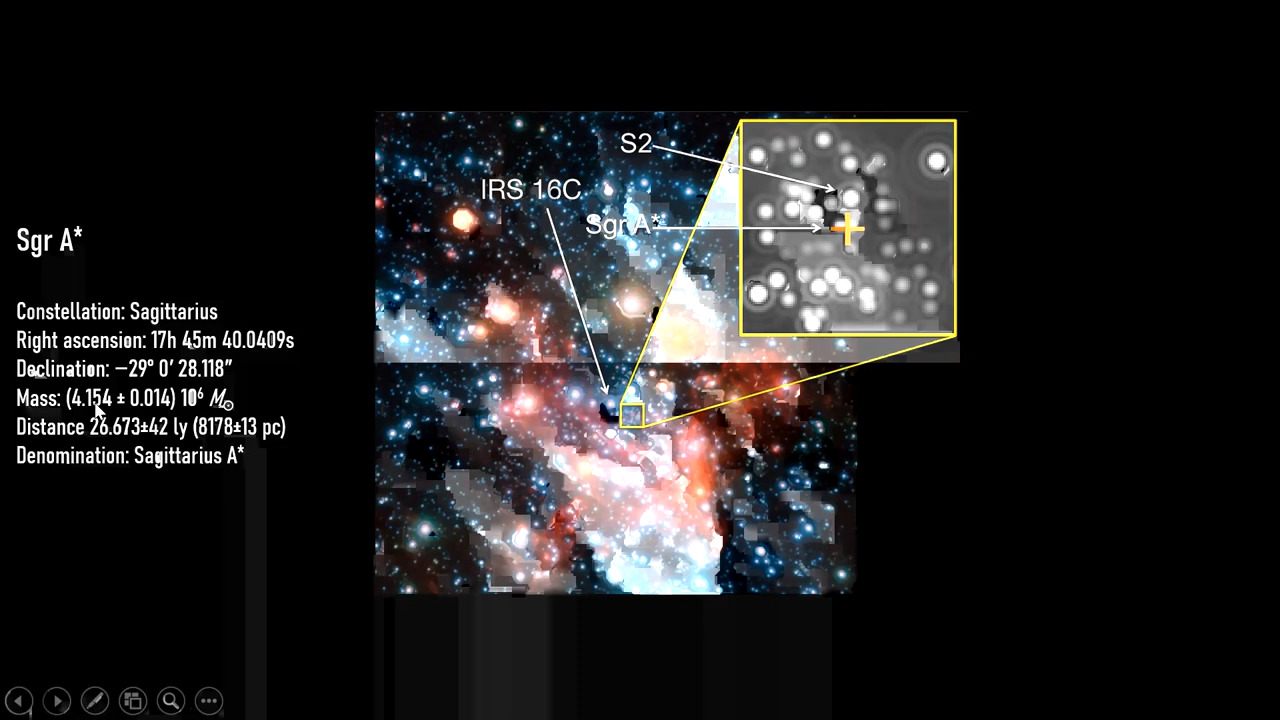 S2
IRS 16C
Sgr A*
Sgr A*
Constellation: Sagittarius
Right ascension: 17h 45m 40.0409s
Declination: −29° 0′ 28.118″
Mass: (4.154 ± 0.014) 10⁶ M☉
Distance 26.673±42 ly (8178±13 pc)
Denomination: Sagittarius A*